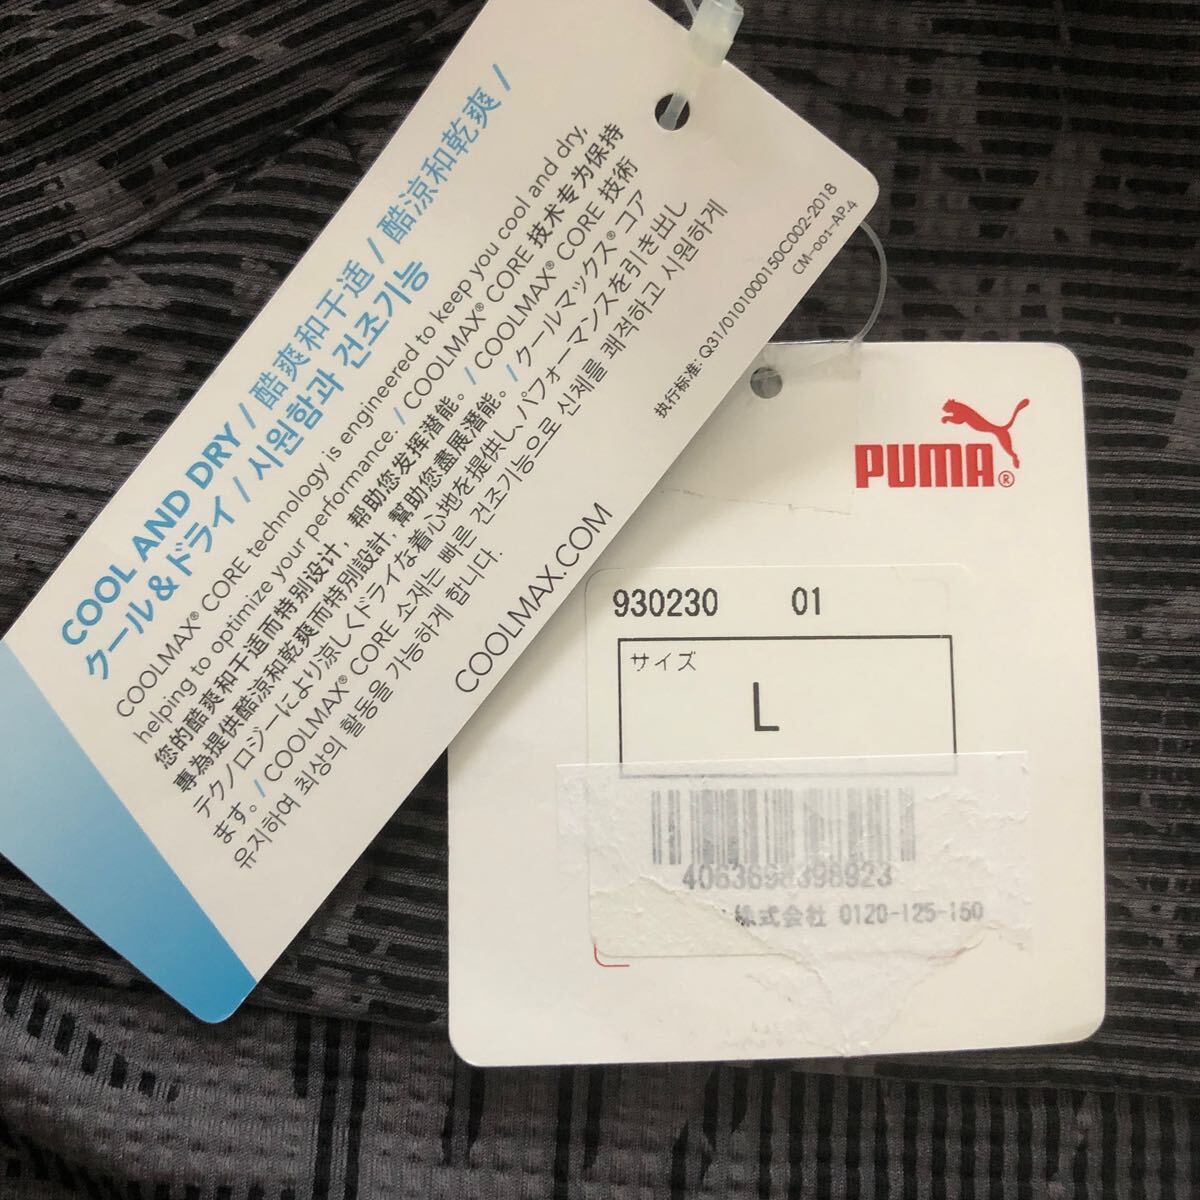 COOL AND DRY / 酷爽和干适 / 酷涼和乾爽 /
クール&ドライ / 시원함과 건조기능
COOLMAX® CORE technology is engineered to keep you cool and dry,
helping to optimize your performance. / COOLMAX® CORE 技术专为保持
您的酷爽和干适而特别设计，帮助您发挥潜能。 / COOLMAX® CORE 技術
專為提供酷涼和乾爽而特別設計, 幫助您盡展潛能。 / クールマックス® コア
テクノロジーにより涼しくドライな着心地を提供し、パフォーマンスを引き出し
ます。 / COOLMAX® CORE 소재는 빠른 건조기능으로 신체를 쾌적하고 시원하게
유지하여 최상의 활동을 가능하게 합니다.
COOLMAX.COM
执行标准: Q31/0101000150C002-2018
CM-001-AP.4
PUMA®
930230 01
サイズ
L
株式会社 0120-125-150